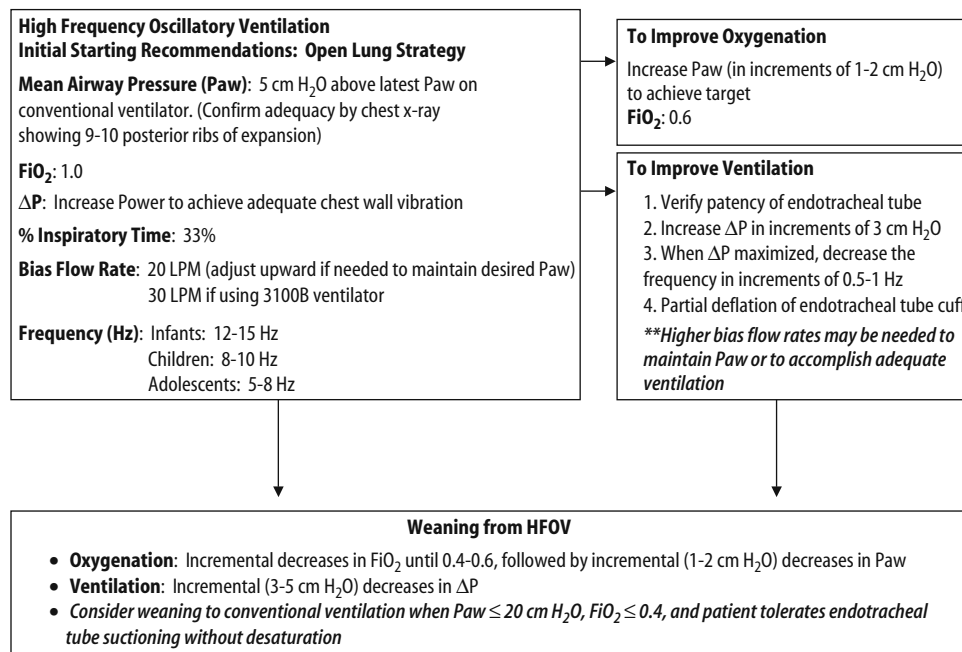 High Frequency Oscillatory Ventilation
Initial Starting Recommendations: Open Lung Strategy
Mean Airway Pressure (Paw): 5 cm H₂O above latest Paw on
conventional ventilator. (Confirm adequacy by chest x-ray
showing 9-10 posterior ribs of expansion)
FiO₂: 1.0
ΔP: Increase Power to achieve adequate chest wall vibration
% Inspiratory Time: 33%
Bias Flow Rate: 20 LPM (adjust upward if needed to maintain desired Paw)
30 LPM if using 3100B ventilator
Frequency (Hz): Infants: 12-15 Hz
Children: 8-10 Hz
Adolescents: 5-8 Hz
To Improve Oxygenation
Increase Paw (in increments of 1-2 cm H₂O)
to achieve target
FiO₂: 0.6
To Improve Ventilation
1. Verify patency of endotracheal tube
2. Increase ΔP in increments of 3 cm H₂O
3. When ΔP maximized, decrease the
frequency in increments of 0.5-1 Hz
4. Partial deflation of endotracheal tube cuff
**Higher bias flow rates may be needed to
maintain Paw or to accomplish adequate
ventilation
Weaning from HFOV
• Oxygenation: Incremental decreases in FiO₂ until 0.4-0.6, followed by incremental (1-2 cm H₂O) decreases in Paw
• Ventilation: Incremental (3-5 cm H₂O) decreases in ΔP
• Consider weaning to conventional ventilation when Paw ≤ 20 cm H₂O, FiO₂ ≤ 0.4, and patient tolerates endotracheal
tube suctioning without desaturation